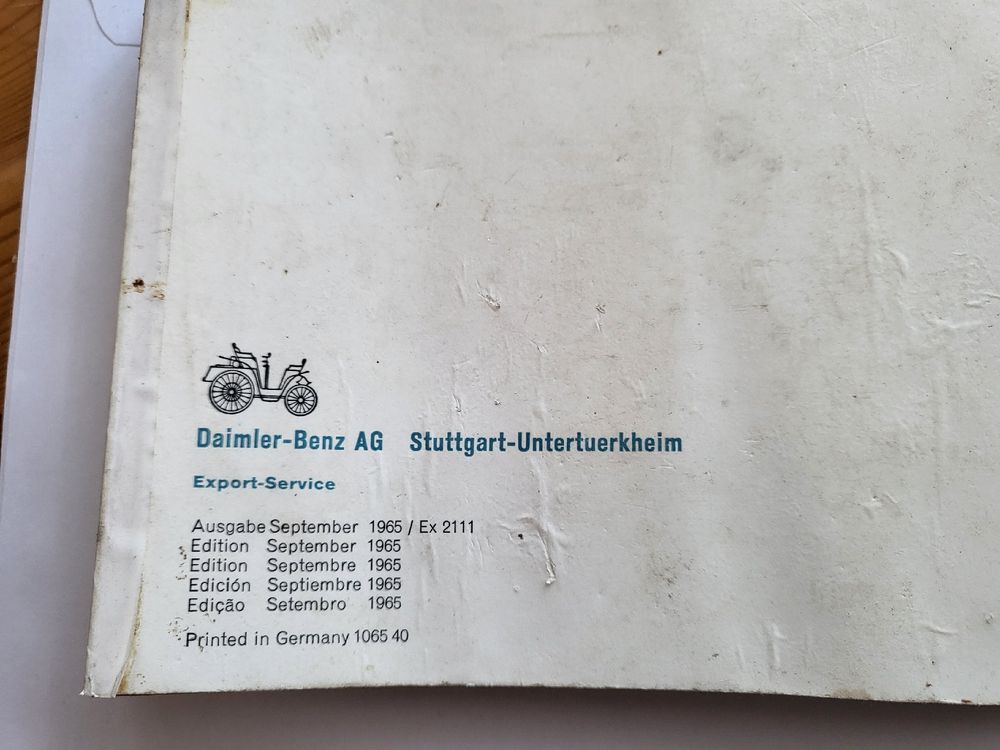 Daimler-Benz AG Stuttgart-Untertuerkheim
Export-Service
Ausgabe September 1965 / Ex 2111
Edition September 1965
Edition Septembre 1965
Edición Septiembre 1965
Edição Setembro 1965
Printed in Germany 1065 40